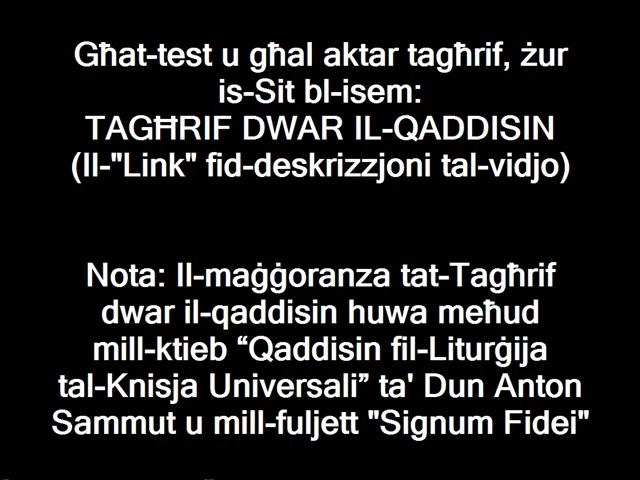 Għat-test u għal aktar tagħrif, żur
is-Sit bl-isem:
TAGĦRIF DWAR IL-QADDISIN
(Il-"Link" fid-deskrizzjoni tal-vidjo)
Nota: Il-maġġoranza tat-Tagħrif
dwar il-qaddisin huwa meħud
mill-ktieb “Qaddisin fil-Liturġija
tal-Knisja Universali” ta' Dun Anton
Sammut u mill-fuljett "Signum Fidei"